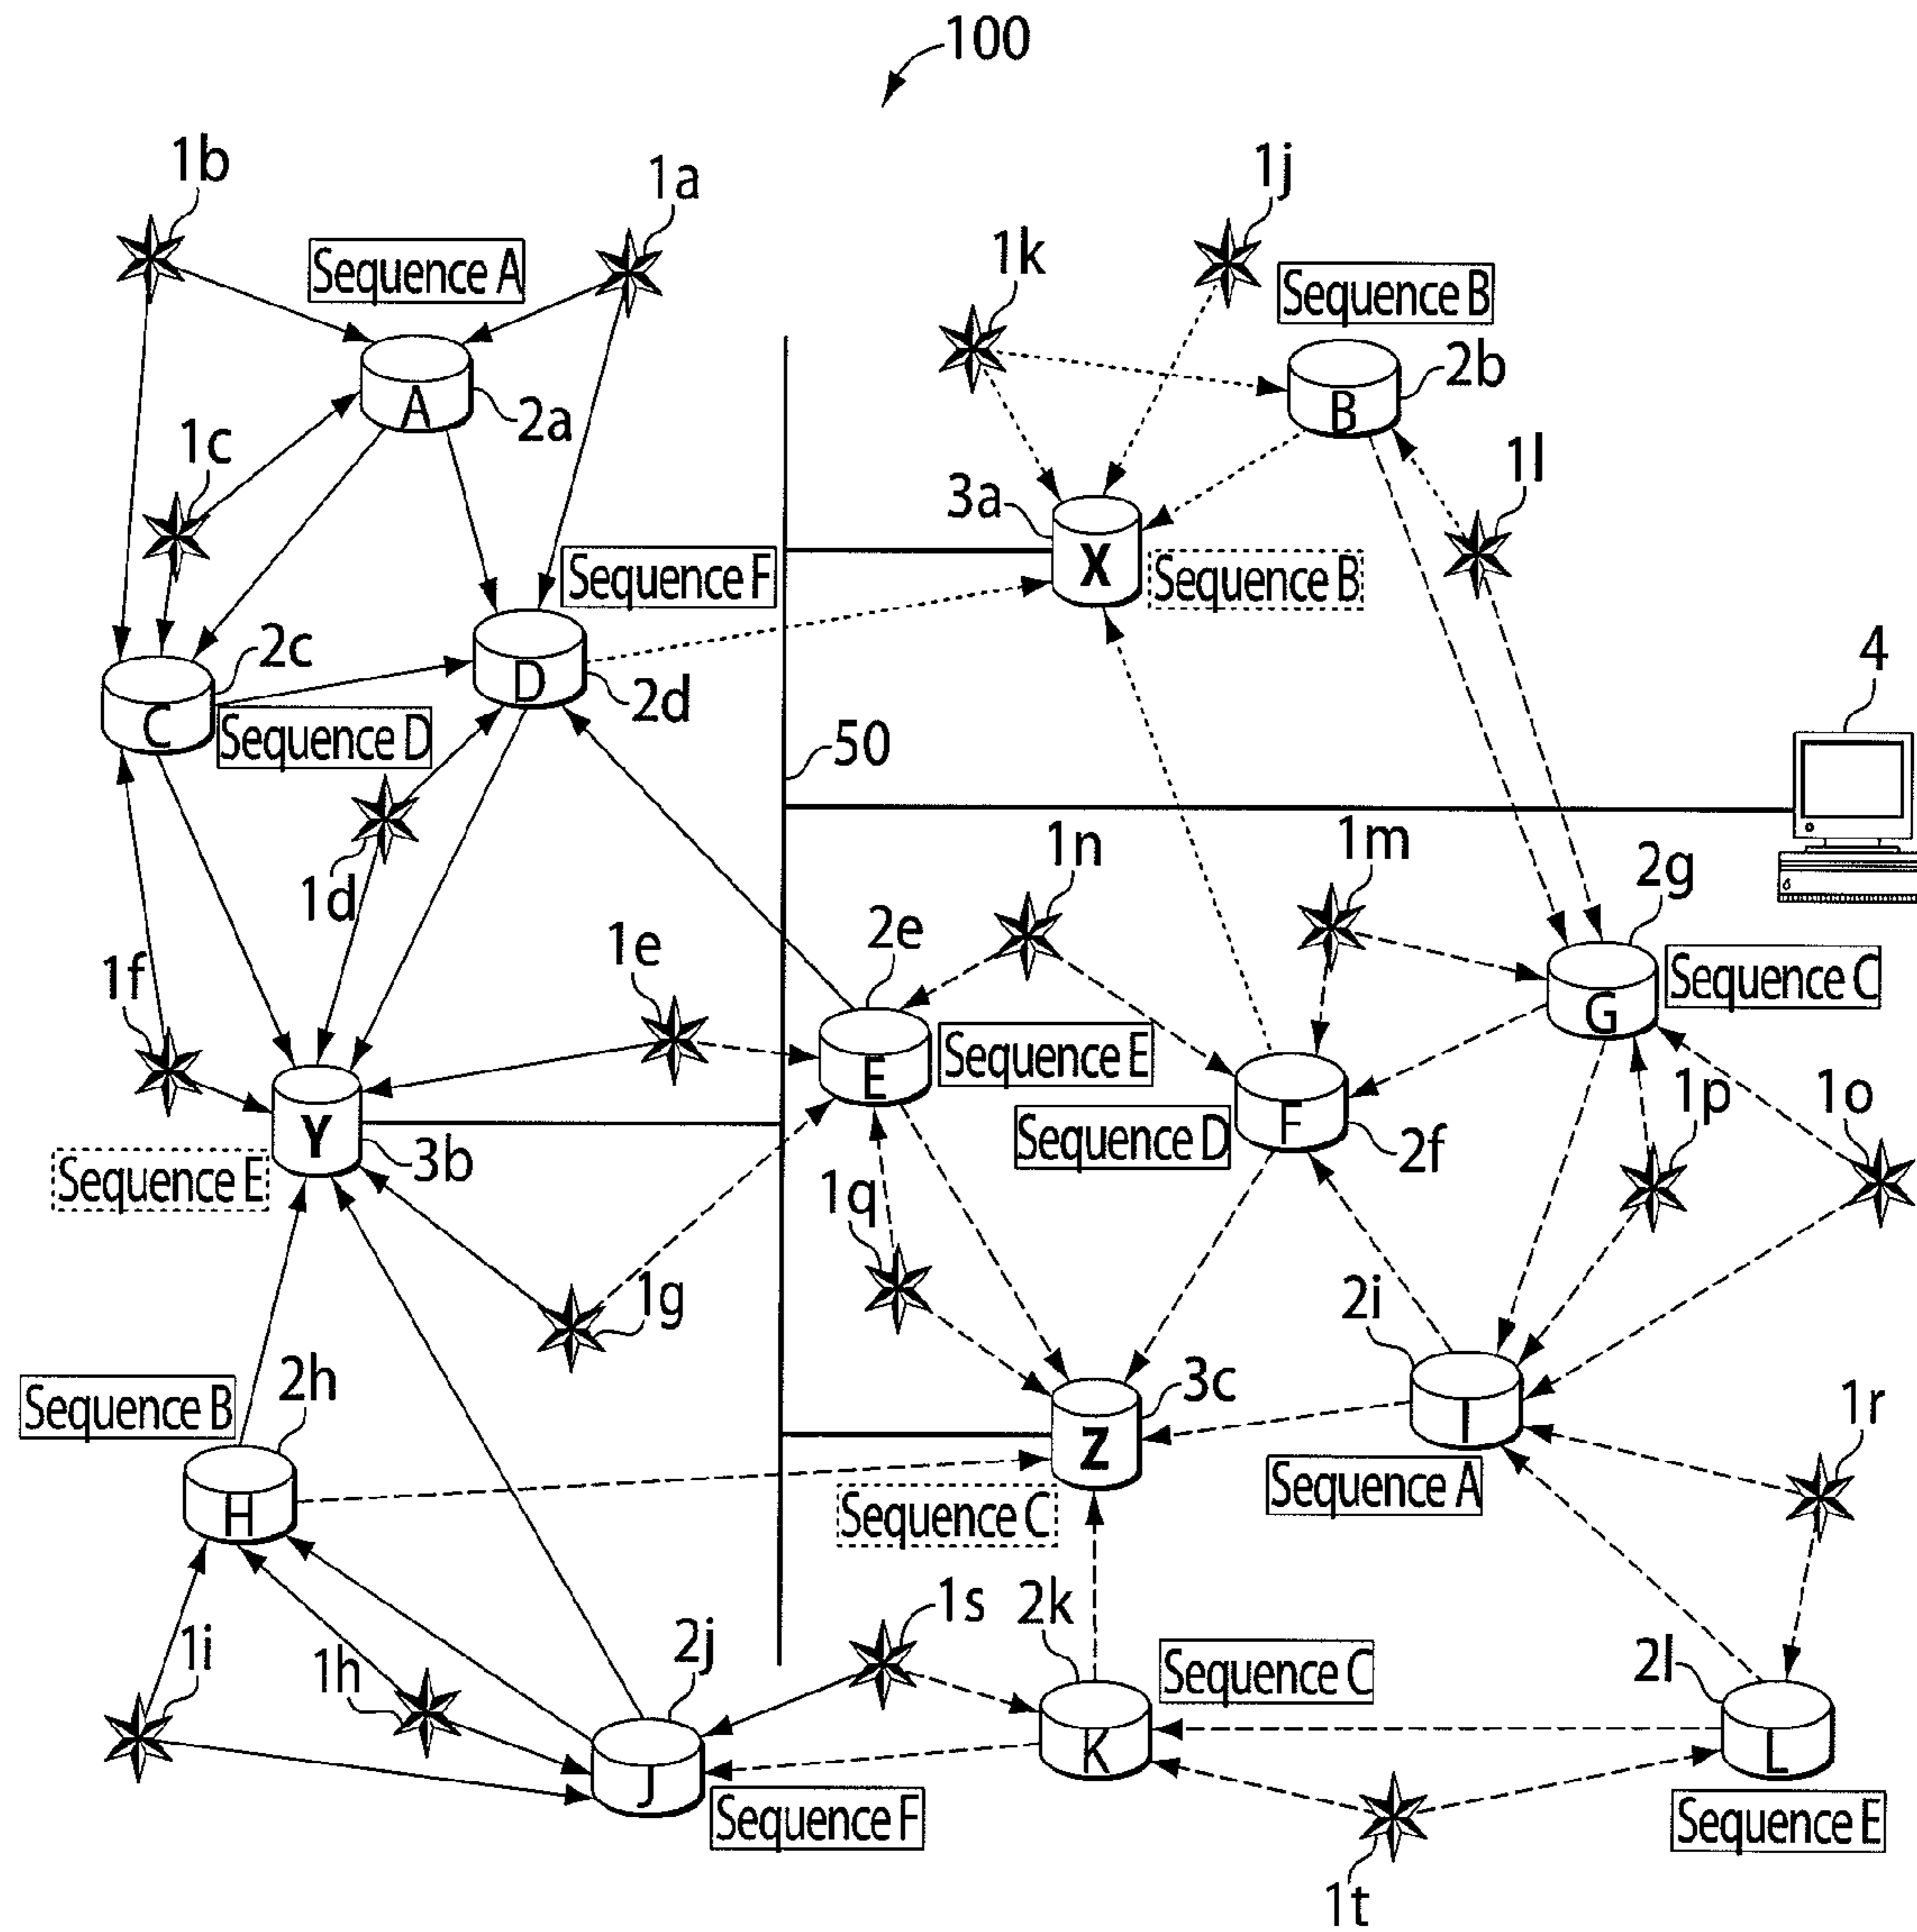 100
1b
1a
1j
1k
Sequence A
Sequence B
2b
A
B
2a
1c
1l
3a
X
Sequence F
Sequence B
2c
D
C
2d
Sequence D
4
50
1n
1m
2g
1d
2e
1e
1f
Sequence C
G
Sequence E
E
F
1p
1o
Y
Sequence D
2f
3b
Sequence E
1q
1g
2i
2h
3c
Sequence B
1r
I
Z
Sequence A
H
Sequence C
1s
2k
2j
Sequence C
2l
1i
1h
K
L
J
Sequence F
Sequence E
1t